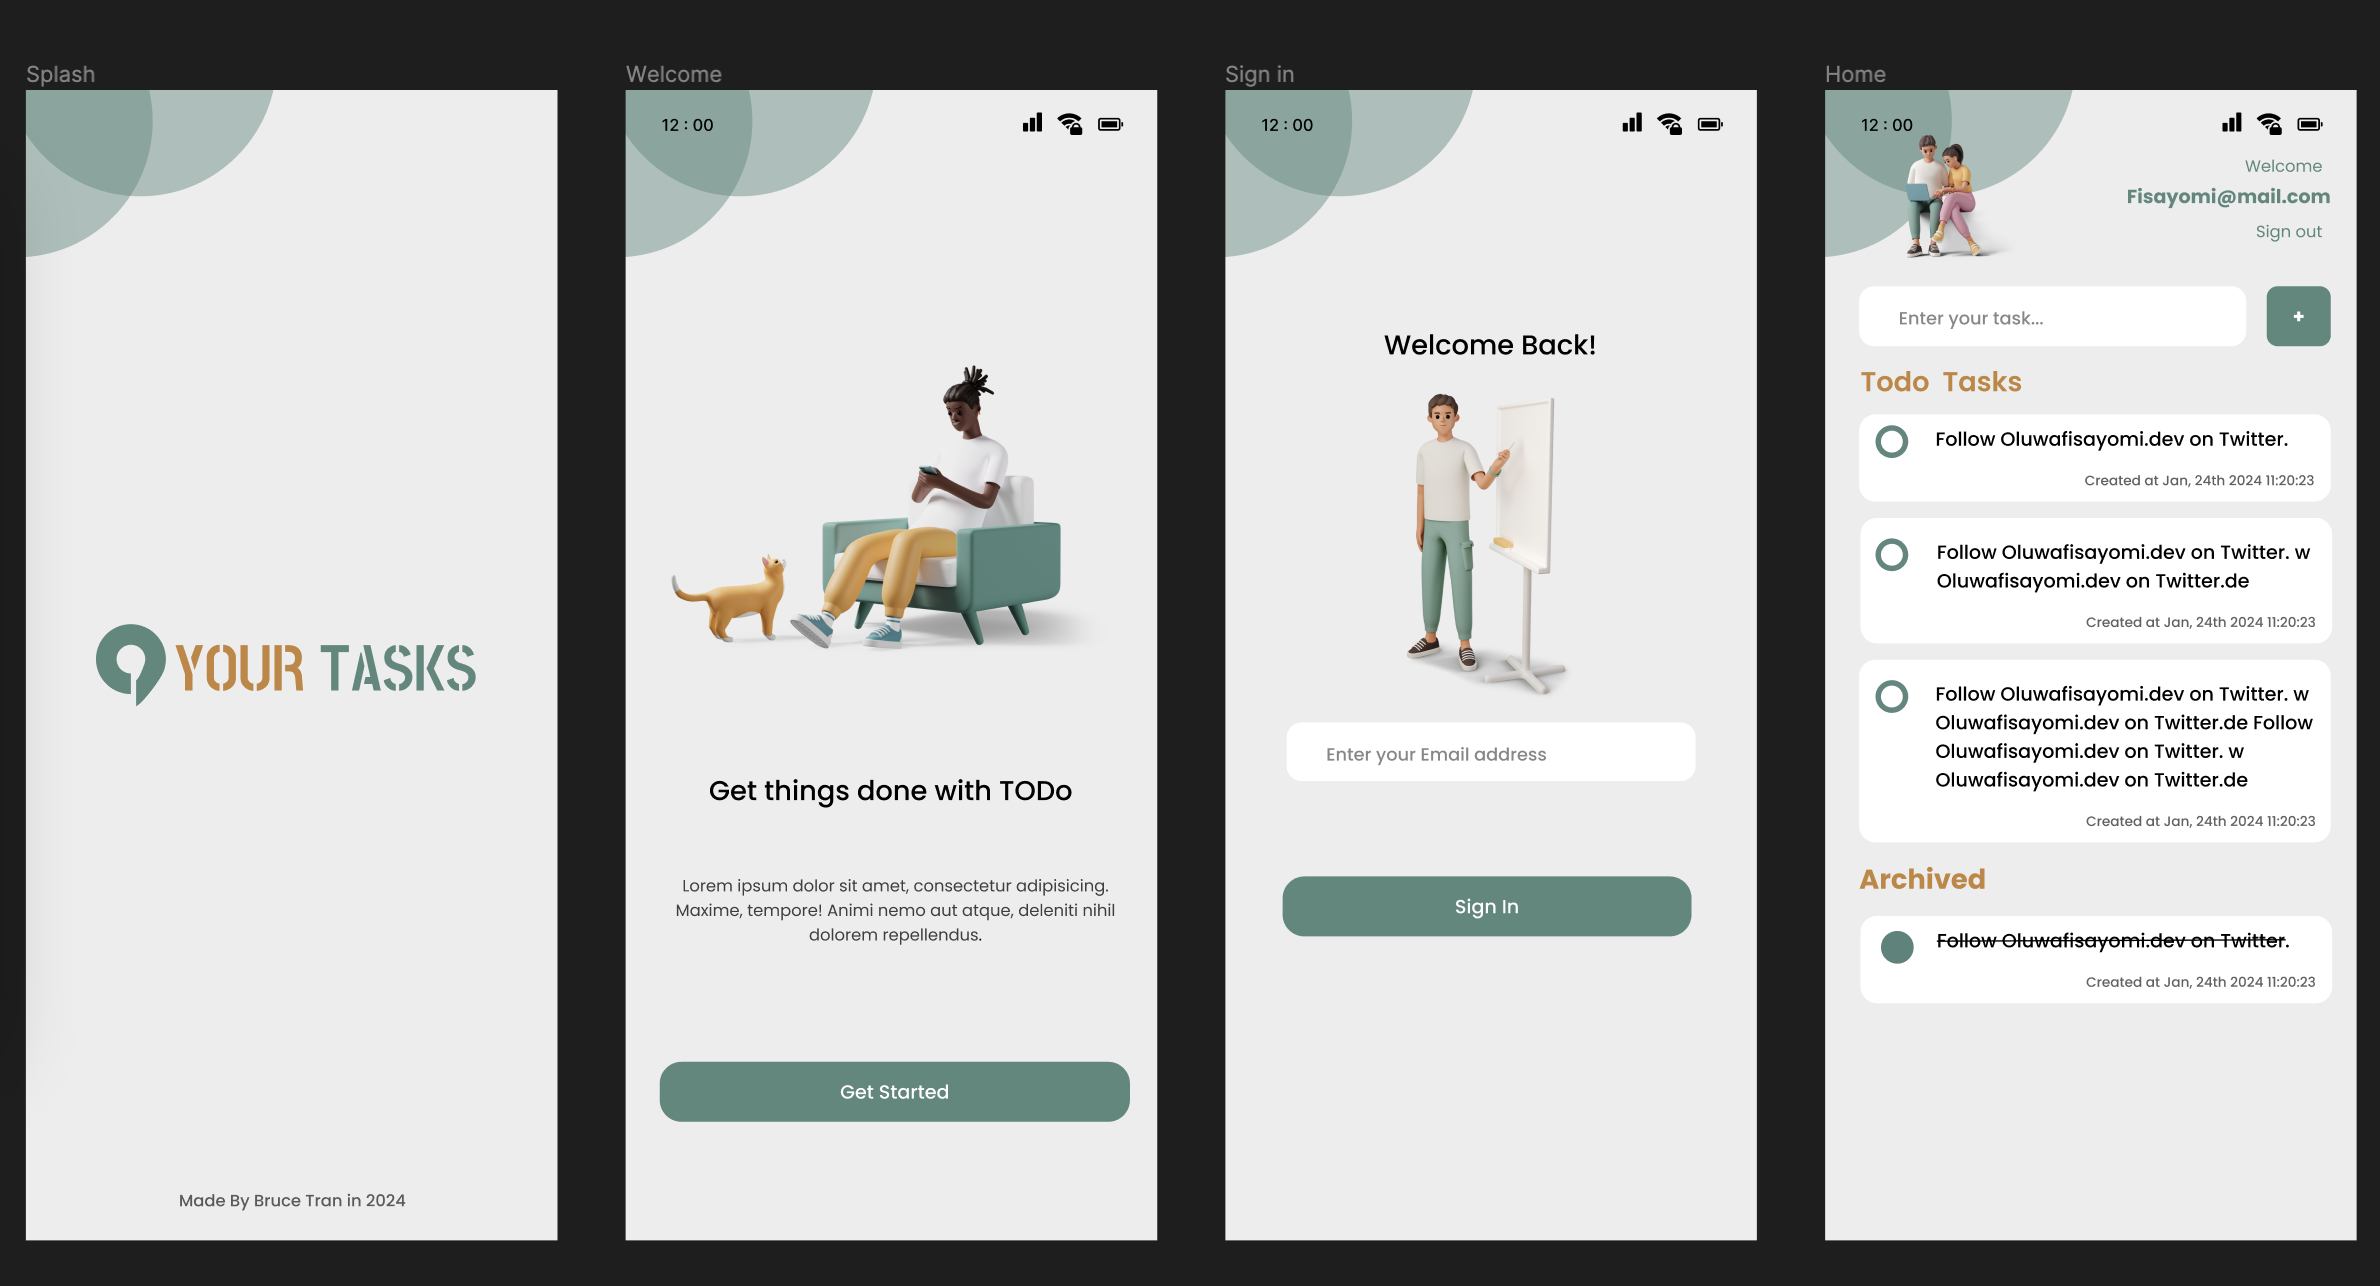 Splash
YOUR TASKS
Made By Bruce Tran in 2024
Welcome
12 : 00
Get things done with TODo
Lorem ipsum dolor sit amet, consectetur adipisicing.
Maxime, tempore! Animi nemo aut atque, deleniti nihil
dolorem repellendus.
Get Started
Sign in
12 : 00
Welcome Back!
Enter your Email address
Sign In
Home
12 : 00
Welcome
Fisayomi@mail.com
Sign out
Enter your task...
+
Todo Tasks
Follow Oluwafisayomi.dev on Twitter.
Created at Jan, 24th 2024 11:20:23
Follow Oluwafisayomi.dev on Twitter. w
Oluwafisayomi.dev on Twitter.de
Created at Jan, 24th 2024 11:20:23
Follow Oluwafisayomi.dev on Twitter. w
Oluwafisayomi.dev on Twitter.de Follow
Oluwafisayomi.dev on Twitter. w
Oluwafisayomi.dev on Twitter.de
Created at Jan, 24th 2024 11:20:23
Archived
Follow Oluwafisayomi.dev on Twitter.
Created at Jan, 24th 2024 11:20:23